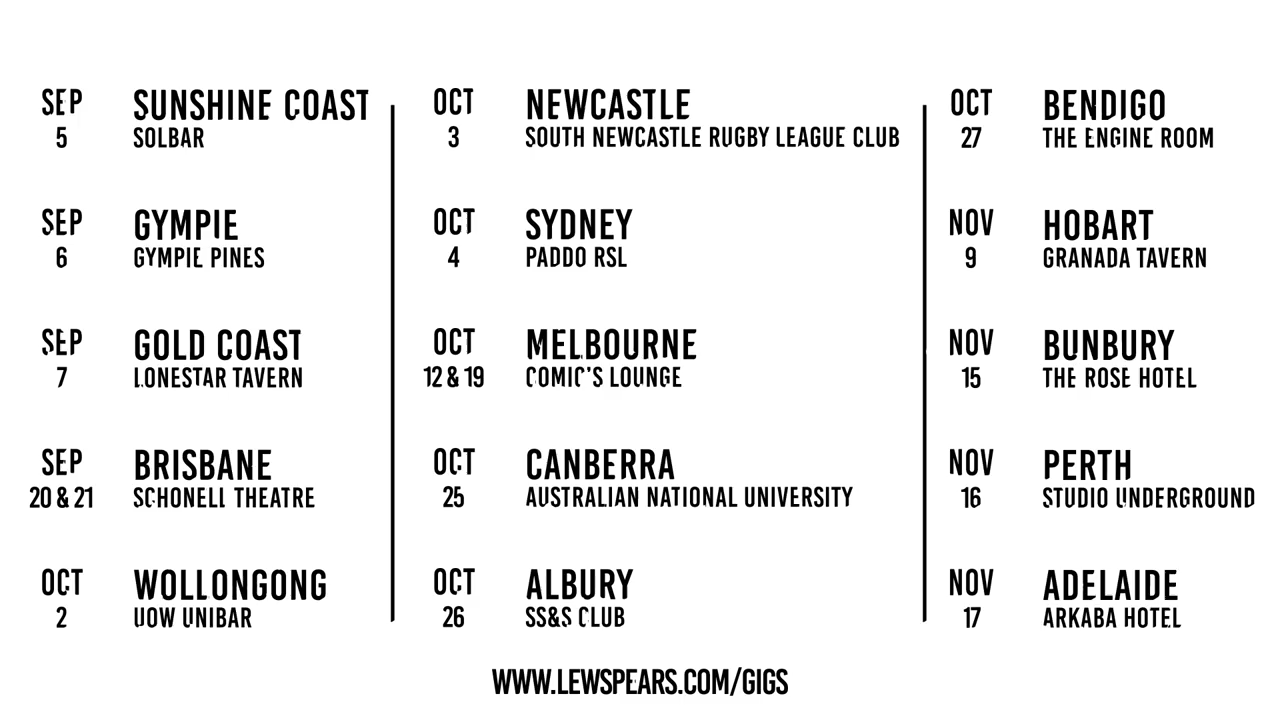 SEP SUNSHINE COAST
5 SOLBAR
SEP GYMPIE
6 GYMPIE PINES
SEP GOLD COAST
7 LONESTAR TAVERN
SEP BRISBANE
20 & 21 SCHONELL THEATRE
OCT WOLLONGONG
2 UOW UNIBAR
OCT NEWCASTLE
3 SOUTH NEWCASTLE RUGBY LEAGUE CLUB
OCT SYDNEY
4 PADDO RSL
OCT MELBOURNE
12 & 19 COMIC'S LOUNGE
OCT CANBERRA
25 AUSTRALIAN NATIONAL UNIVERSITY
OCT ALBURY
26 SS&S CLUB
OCT BENDIGO
27 THE ENGINE ROOM
NOV HOBART
9 GRANADA TAVERN
NOV BUNBURY
15 THE ROSE HOTEL
NOV PERTH
16 STUDIO UNDERGROUND
NOV ADELAIDE
17 ARKABA HOTEL
WWW.LEWSPEARS.COM/GIGS